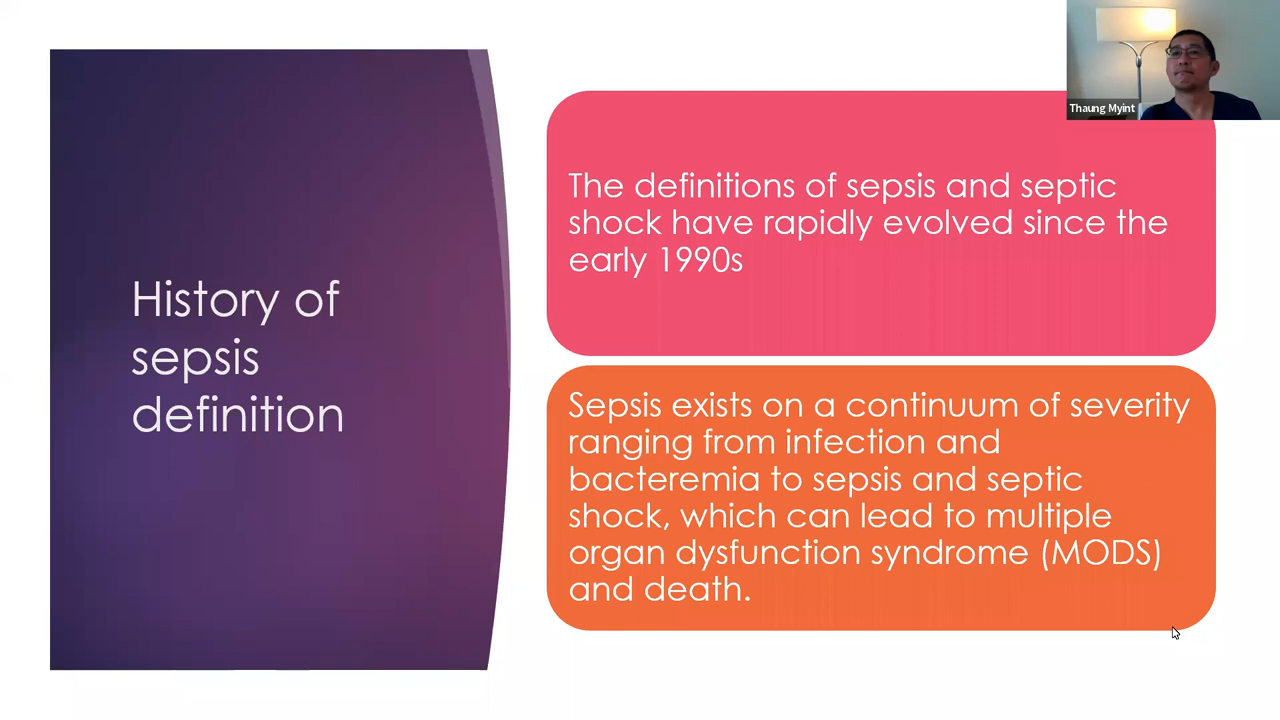 History of
sepsis
definition
The definitions of sepsis and septic
shock have rapidly evolved since the
early 1990s
Sepsis exists on a continuum of severity
ranging from infection and
bacteremia to sepsis and septic
shock, which can lead to multiple
organ dysfunction syndrome (MODS)
and death.
Thaung Myint